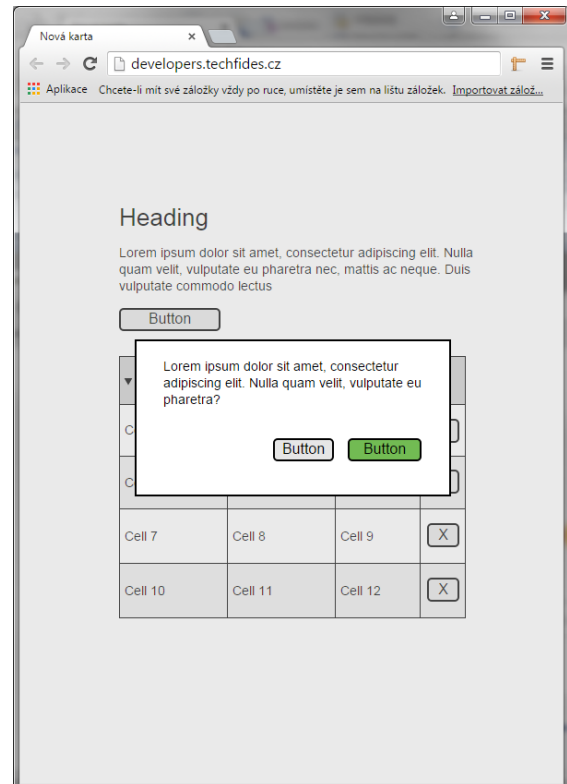 Nová karta
developers.techfides.cz
Aplikace Chcete-li mít své záložky vždy po ruce, umístěte je sem na lištu záložek. Importovat zálož...
Heading
Lorem ipsum dolor sit amet, consectetur adipiscing elit. Nulla
quam velit, vulputate eu pharetra nec, mattis ac neque. Duis
vulputate commodo lectus
Button
Lorem ipsum dolor sit amet, consectetur
adipiscing elit. Nulla quam velit, vulputate eu
pharetra?
Button Button
C
C
Cell 7 Cell 8 Cell 9 X
Cell 10 Cell 11 Cell 12 X